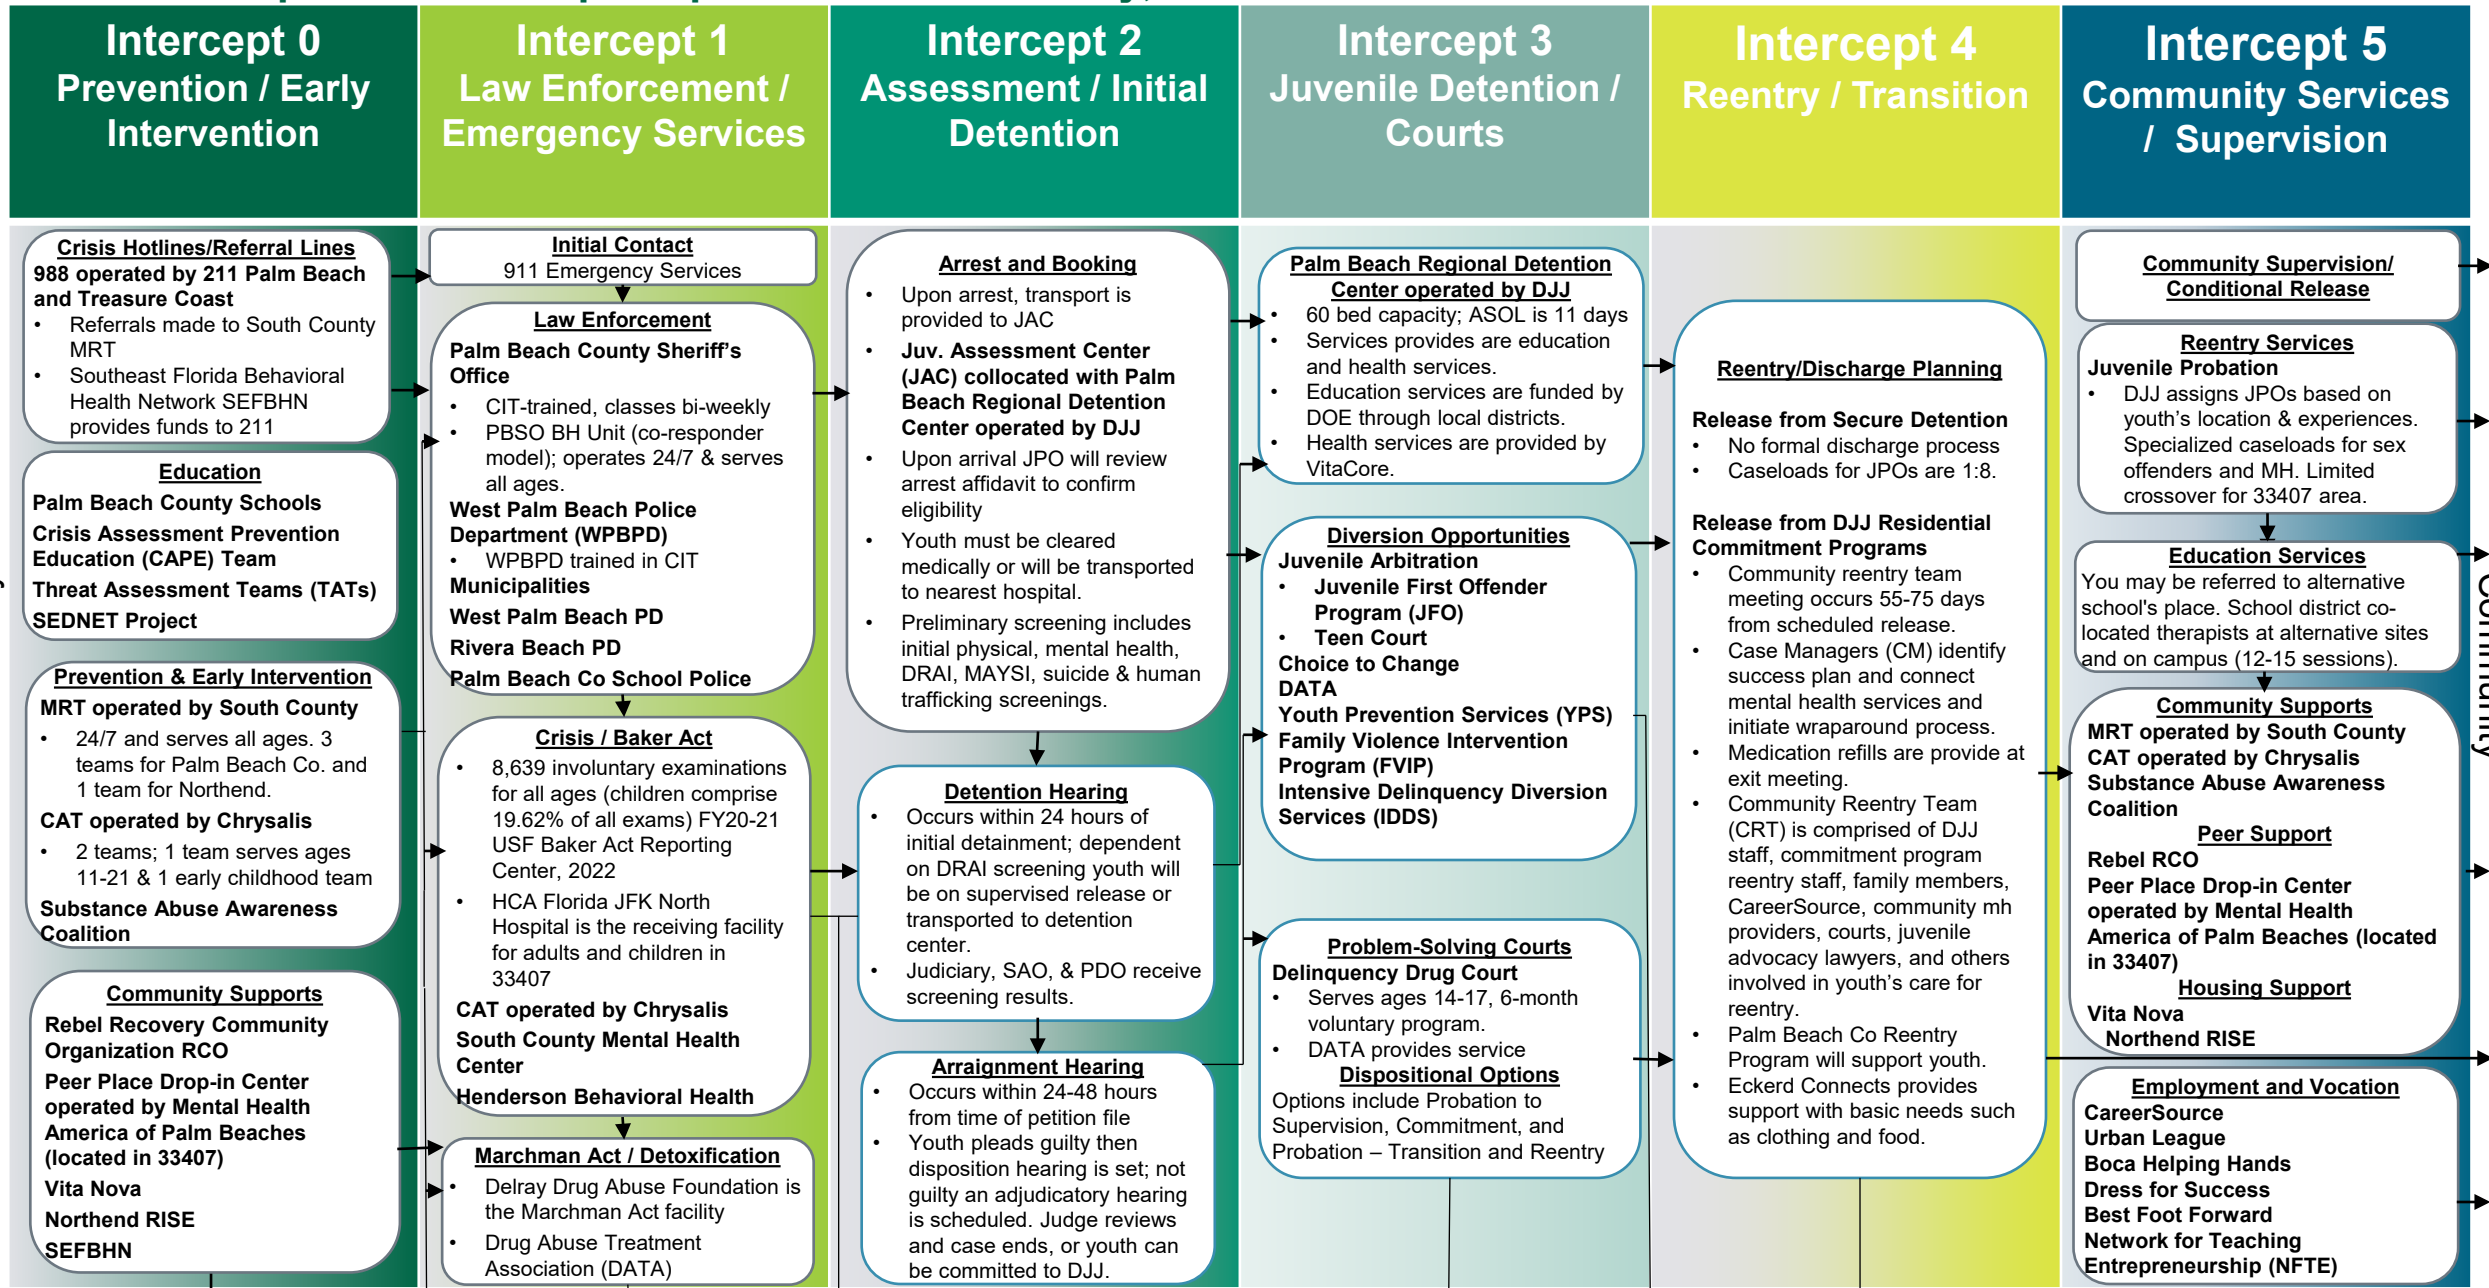 Intercept 0
Prevention / Early
Intervention
Intercept 1
Law Enforcement /
Emergency Services
Intercept 2
Assessment / Initial
Detention
Intercept 3
Juvenile Detention /
Courts
Intercept 4
Reentry / Transition
Intercept 5
Community Services
/ Supervision
Crisis Hotlines/Referral Lines
988 operated by 211 Palm Beach
and Treasure Coast
• Referrals made to South County
MRT
• Southeast Florida Behavioral
Health Network SEFBHN
provides funds to 211
Education
Palm Beach County Schools
Crisis Assessment Prevention
Education (CAPE) Team
Threat Assessment Teams (TATs)
SEDNET Project
Prevention & Early Intervention
MRT operated by South County
• 24/7 and serves all ages. 3
teams for Palm Beach Co. and
1 team for Northend.
CAT operated by Chrysalis
• 2 teams; 1 team serves ages
11-21 & 1 early childhood team
Substance Abuse Awareness
Coalition
Community Supports
Rebel Recovery Community
Organization RCO
Peer Place Drop-in Center
operated by Mental Health
America of Palm Beaches
(located in 33407)
Vita Nova
Northend RISE
SEFBHN
Initial Contact
911 Emergency Services
Law Enforcement
Palm Beach County Sheriff's
Office
• CIT-trained, classes bi-weekly
• PBSO BH Unit (co-responder
model); operates 24/7 & serves
all ages.
West Palm Beach Police
Department (WPBPD)
• WPBPD trained in CIT
Municipalities
West Palm Beach PD
Rivera Beach PD
Palm Beach Co School Police
Crisis / Baker Act
• 8,639 involuntary examinations
for all ages (children comprise
19.62% of all exams) FY20-21
USF Baker Act Reporting
Center, 2022
• HCA Florida JFK North
Hospital is the receiving facility
for adults and children in
33407
CAT operated by Chrysalis
South County Mental Health
Center
Henderson Behavioral Health
Marchman Act / Detoxification
• Delray Drug Abuse Foundation is
the Marchman Act facility
• Drug Abuse Treatment
Association (DATA)
Arrest and Booking
• Upon arrest, transport is
provided to JAC
• Juv. Assessment Center
(JAC) collocated with Palm
Beach Regional Detention
Center operated by DJJ
• Upon arrival JPO will review
arrest affidavit to confirm
eligibility
• Youth must be cleared
medically or will be transported
to nearest hospital.
• Preliminary screening includes
initial physical, mental health,
DRAI, MAYSI, suicide & human
trafficking screenings.
Detention Hearing
• Occurs within 24 hours of
initial detainment; dependent
on DRAI screening youth will
be on supervised release or
transported to detention
center.
• Judiciary, SAO, & PDO receive
screening results.
Arraignment Hearing
• Occurs within 24-48 hours
from time of petition file
• Youth pleads guilty then
disposition hearing is set; not
guilty an adjudicatory hearing
is scheduled. Judge reviews
and case ends, or youth can
be committed to DJJ.
Palm Beach Regional Detention
Center operated by DJJ
• 60 bed capacity; ASOL is 11 days
• Services provides are education
and health services.
• Education services are funded by
DOE through local districts.
• Health services are provided by
VitaCore.
Diversion Opportunities
Juvenile Arbitration
• Juvenile First Offender
Program (JFO)
• Teen Court
Choice to Change
DATA
Youth Prevention Services (YPS)
Family Violence Intervention
Program (FVIP)
Intensive Delinquency Diversion
Services (IDDS)
Problem-Solving Courts
Delinquency Drug Court
• Serves ages 14-17, 6-month
voluntary program.
• DATA provides service
Dispositional Options
Options include Probation to
Supervision, Commitment, and
Probation – Transition and Reentry
Reentry/Discharge Planning
Release from Secure Detention
• No formal discharge process
• Caseloads for JPOs are 1:8.
Release from DJJ Residential
Commitment Programs
• Community reentry team
meeting occurs 55-75 days
from scheduled release.
• Case Managers (CM) identify
success plan and connect
mental health services and
initiate wraparound process.
• Medication refills are provide at
exit meeting.
• Community Reentry Team
(CRT) is comprised of DJJ
staff, commitment program
reentry staff, family members,
CareerSource, community mh
providers, courts, juvenile
advocacy lawyers, and others
involved in youth's care for
reentry.
• Palm Beach Co Reentry
Program will support youth.
• Eckerd Connects provides
support with basic needs such
as clothing and food.
Community Supervision/
Conditional Release
Reentry Services
Juvenile Probation
• DJJ assigns JPOs based on
youth's location & experiences.
Specialized caseloads for sex
offenders and MH. Limited
crossover for 33407 area.
Education Services
You may be referred to alternative
school's place. School district co-
located therapists at alternative sites
and on campus (12-15 sessions).
Community Supports
MRT operated by South County
CAT operated by Chrysalis
Substance Abuse Awareness
Coalition
Peer Support
Rebel RCO
Peer Place Drop-in Center
operated by Mental Health
America of Palm Beaches (located
in 33407)
Housing Support
Vita Nova
Northend RISE
Employment and Vocation
CareerSource
Urban League
Boca Helping Hands
Dress for Success
Best Foot Forward
Network for Teaching
Entrepreneurship (NFTE)